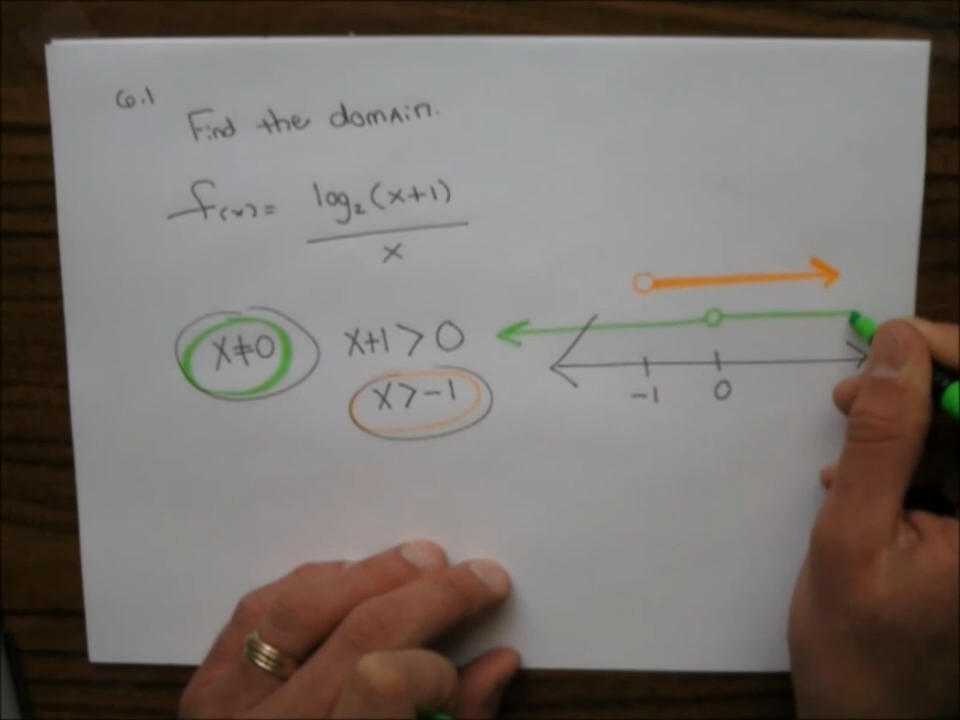 6.1
Find the domain.
f(x)= log₂(x+1)
x
x≠0 x+1>0
x>-1
-1 0